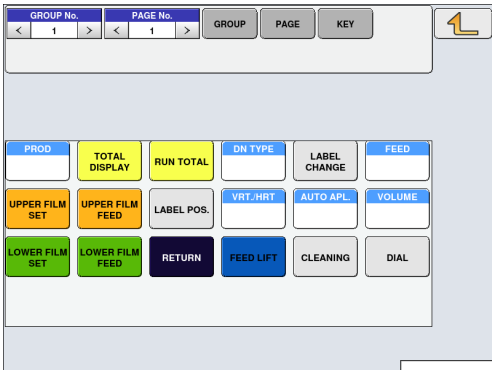 GROUP No.
PAGE No.
< 1 >
< 1 >
GROUP
PAGE
KEY
PROD
TOTAL
DISPLAY
RUN TOTAL
DN TYPE
LABEL
CHANGE
FEED
UPPER FILM
SET
UPPER FILM
FEED
LABEL POS.
VRT./HRT
AUTO APL.
VOLUME
LOWER FILM
SET
LOWER FILM
FEED
RETURN
FEED LIFT
CLEANING
DIAL